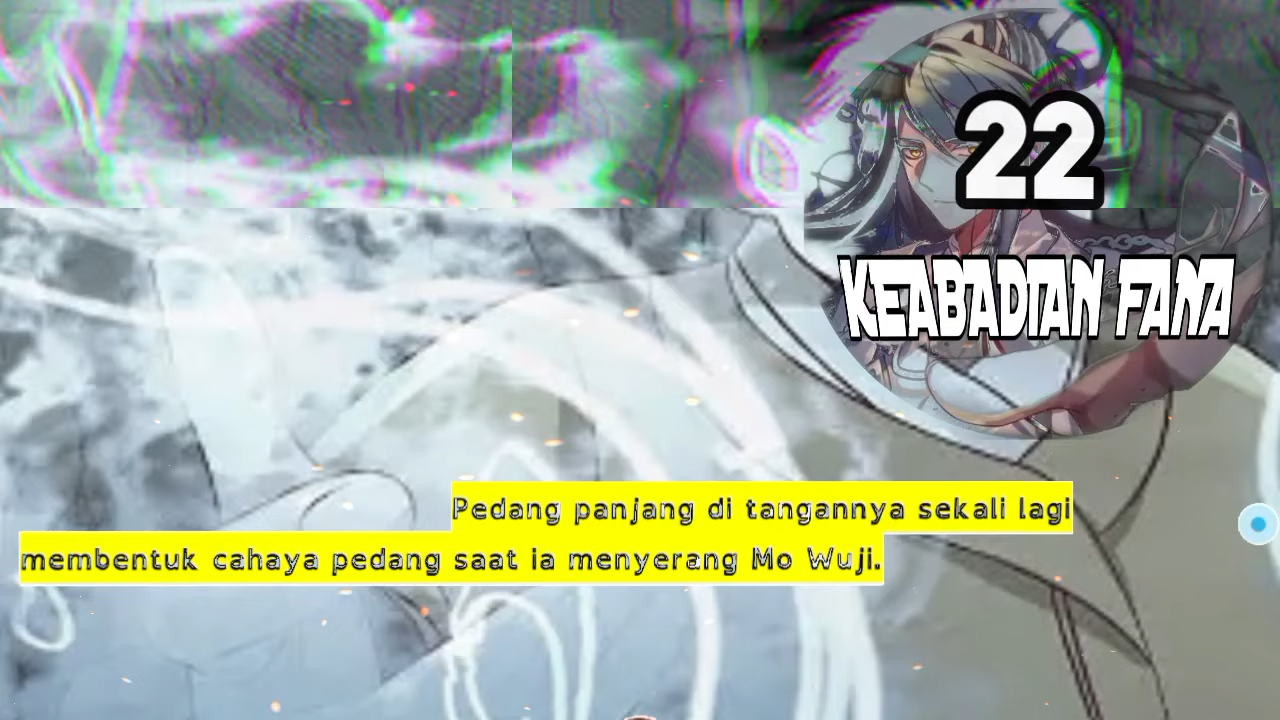 22
KEABADIAN FANA
Pedang panjang di tangannya sekali lagi
membentuk cahaya pedang saat ia menyerang Mo Wuji.